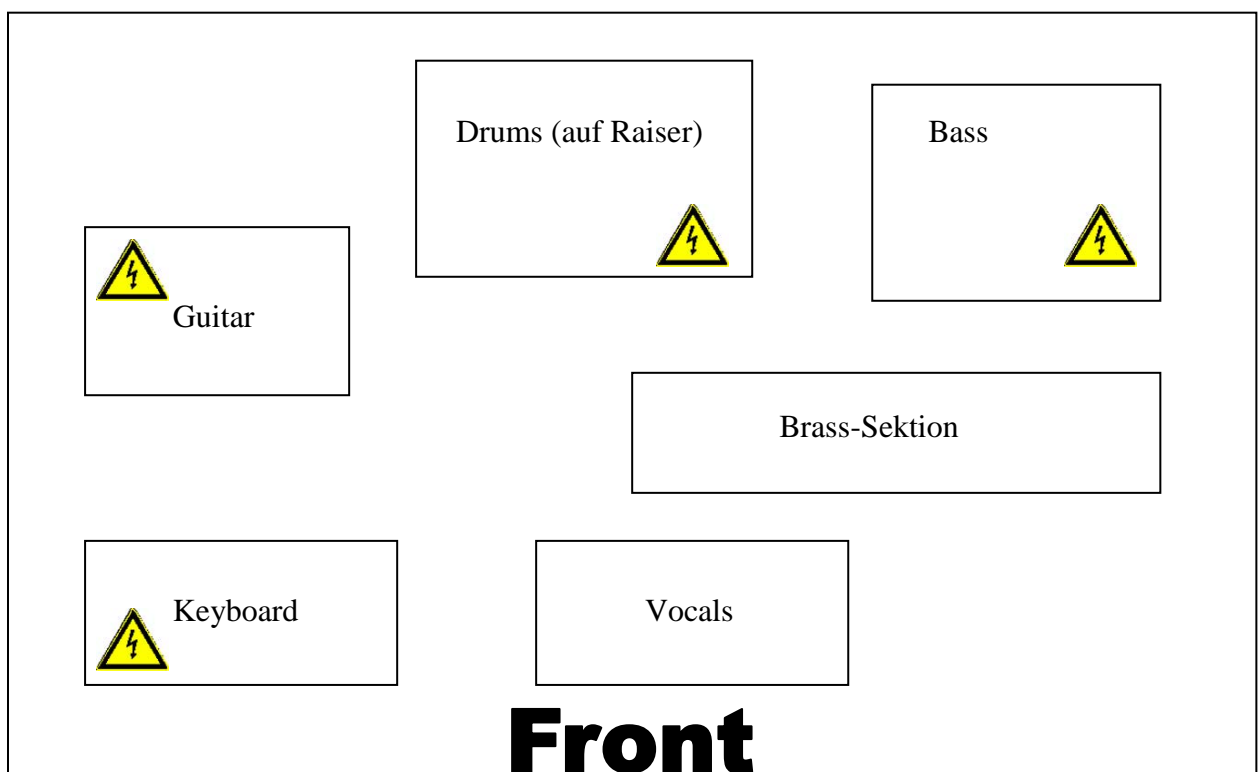 Drums (auf Raiser)
Bass
Guitar
Brass-Sektion
Keyboard
Vocals
Front